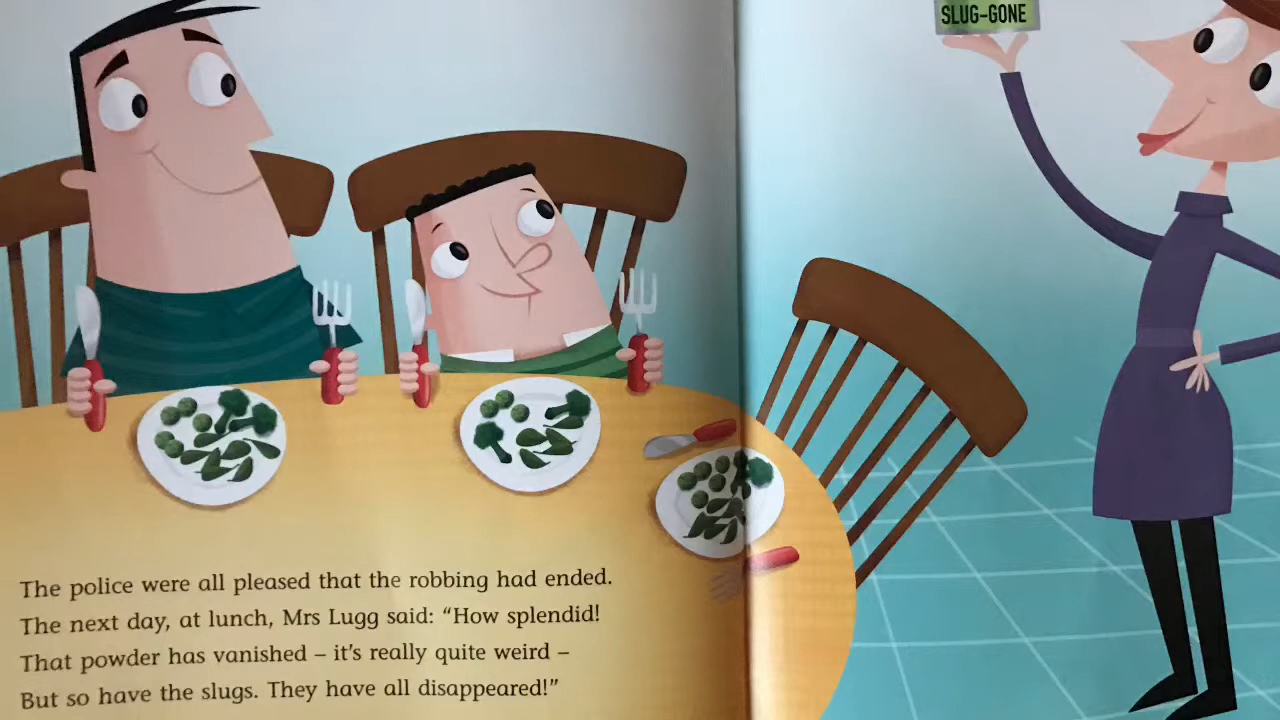 SLUG-GONE
The police were all pleased that the robbing had ended.
The next day, at lunch, Mrs Lugg said: “How splendid!
That powder has vanished – it’s really quite weird –
But so have the slugs. They have all disappeared!”